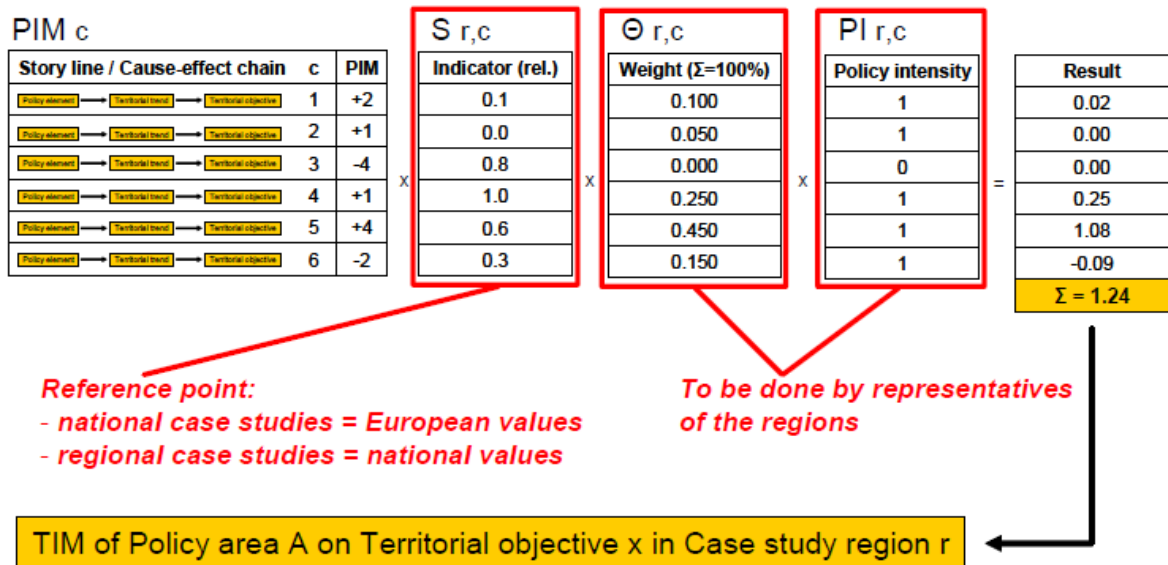 PIM c
S r,c
Θ r,c
PI r,c
Story line / Cause-effect chain c PIM
Indicator (rel.)
Weight (Σ=100%)
Policy intensity
Result
Policy element Territorial trend Territorial objective 1 +2 0.1 0.100 1 0.02
Policy element Territorial trend Territorial objective 2 +1 0.0 0.050 1 0.00
Policy element Territorial trend Territorial objective 3 -4 x 0.8 x 0.000 x 0 = 0.00
Policy element Territorial trend Territorial objective 4 +1 1.0 0.250 1 0.25
Policy element Territorial trend Territorial objective 5 +4 0.6 0.450 1 1.08
Policy element Territorial trend Territorial objective 6 -2 0.3 0.150 1 -0.09
Σ = 1.24
Reference point:
- national case studies = European values
- regional case studies = national values
To be done by representatives
of the regions
TIM of Policy area A on Territorial objective x in Case study region r